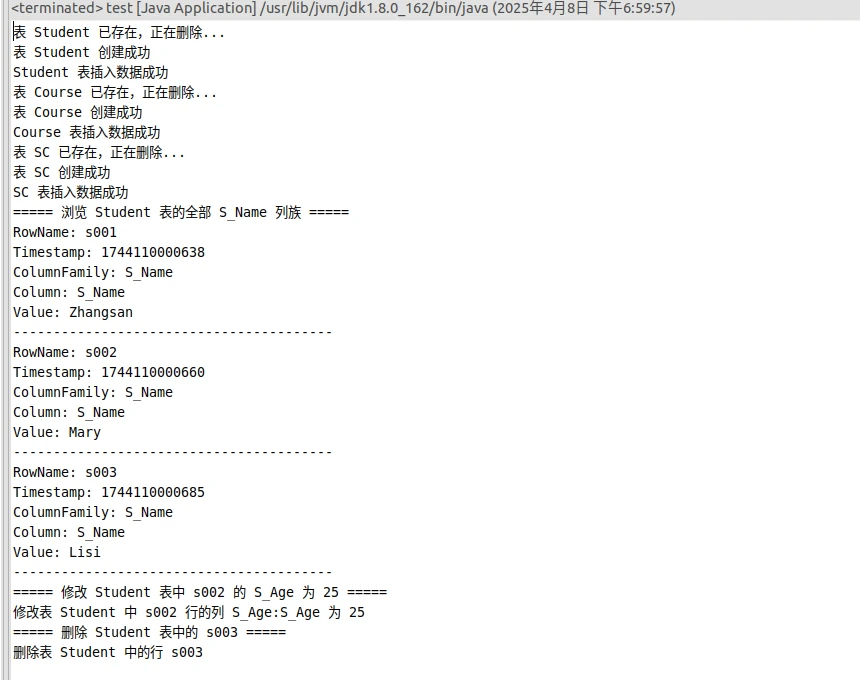 <terminated> test [Java Application] /usr/lib/jvm/jdk1.8.0_162/bin/java (2025年4月8日 下午6:59:57)
表 Student 已存在，正在删除...
表 Student 创建成功
Student 表插入数据成功
表 Course 已存在，正在删除...
表 Course 创建成功
Course 表插入数据成功
表 SC 已存在，正在删除...
表 SC 创建成功
SC 表插入数据成功
===== 浏览 Student 表的全部 S_Name 列族 =====
RowName: s001
Timestamp: 1744110000638
ColumnFamily: S_Name
Column: S_Name
Value: Zhangsan
----------------------------------------
RowName: s002
Timestamp: 1744110000660
ColumnFamily: S_Name
Column: S_Name
Value: Mary
----------------------------------------
RowName: s003
Timestamp: 1744110000685
ColumnFamily: S_Name
Column: S_Name
Value: Lisi
----------------------------------------
===== 修改 Student 表中 s002 的 S_Age 为 25 =====
修改表 Student 中 s002 行的列 S_Age:S_Age 为 25
===== 删除 Student 表中的 s003 =====
删除表 Student 中的行 s003